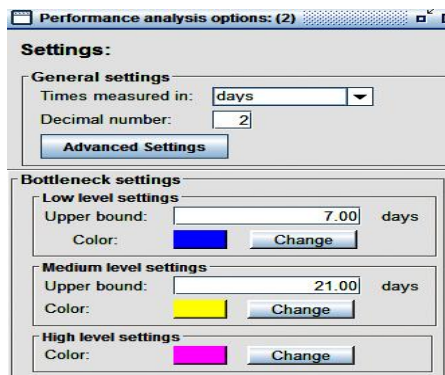 Performance analysis options: (2)
Settings:
General settings
Times measured in: days
Decimal number: 2
Advanced Settings
Bottleneck settings
Low level settings
Upper bound: 7.00 days
Color: Change
Medium level settings
Upper bound: 21.00 days
Color: Change
High level settings
Color: Change